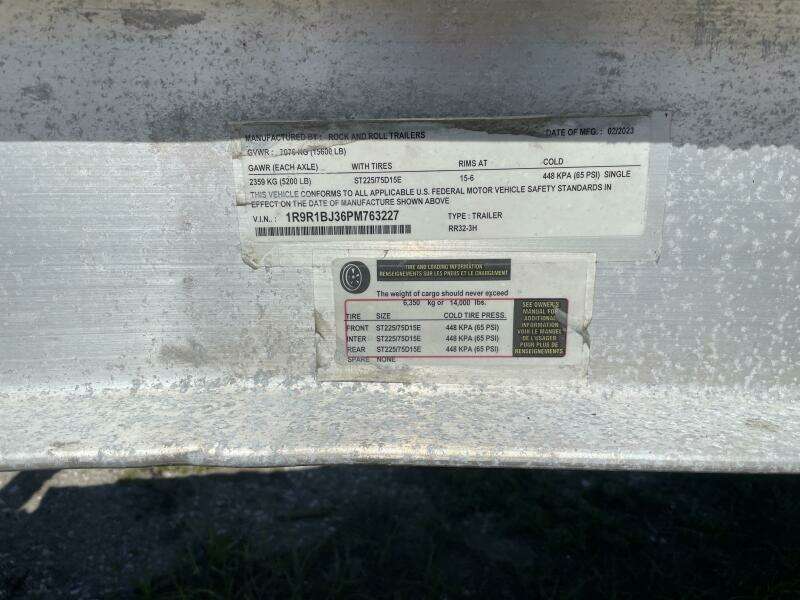 MANUFACTURED BY : ROCK AND ROLL TRAILERS DATE OF MFG. : 02/2023
GVWR : 7076 KG (15600 LB)
GAWR (EACH AXLE) WITH TIRES RIMS AT COLD
2359 KG (5200 LB) ST225/75D15E 15-6 448 KPA (65 PSI) SINGLE
THIS VEHICLE CONFORMS TO ALL APPLICABLE U.S. FEDERAL MOTOR VEHICLE SAFETY STANDARDS IN
EFFECT ON THE DATE OF MANUFACTURE SHOWN ABOVE
V.I.N. : 1R9R1BJ36PM763227 TYPE : TRAILER
RR32-3H
TIRE AND LOADING INFORMATION
RENSEIGNEMENTS SUR LES PNEUS ET LE CHARGEMENT
The weight of cargo should never exceed
6,350 kg or 14,000 lbs.
TIRE SIZE COLD TIRE PRESS.
FRONT ST225/75D15E 448 KPA (65 PSI)
INTER ST225/75D15E 448 KPA (65 PSI)
REAR ST225/75D15E 448 KPA (65 PSI)
SPARE NONE
SEE OWNER'S
MANUAL FOR
ADDITIONAL
INFORMATION
VOIR LE MANUEL
DE L'USAGER
POUR PLUS DE
RENSEIGNEMENTS